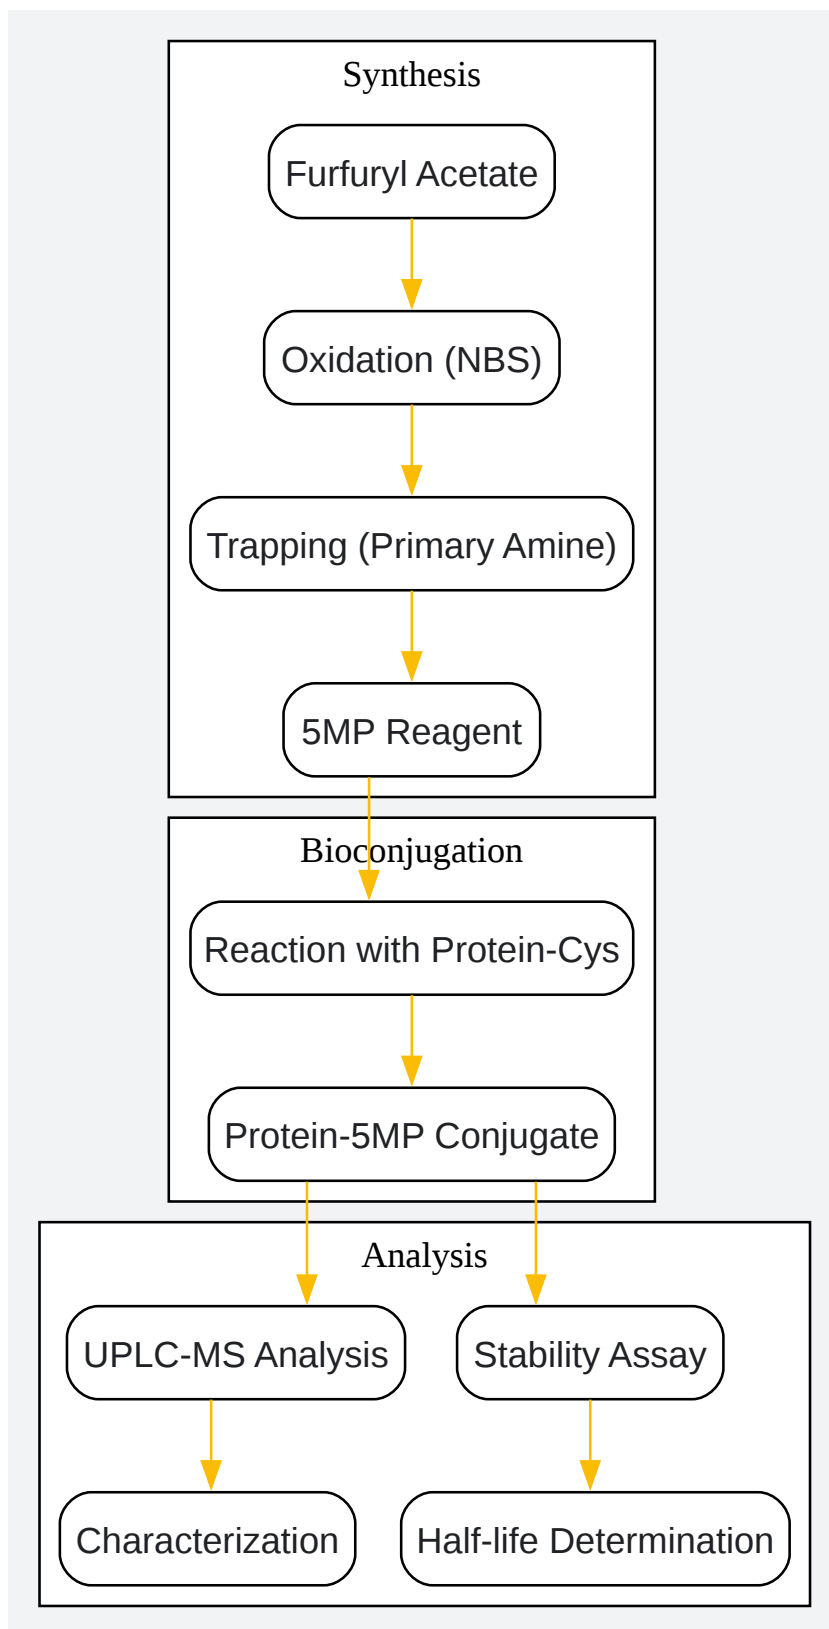 Synthesis
Furfuryl Acetate
Oxidation (NBS)
Trapping (Primary Amine)
5MP Reagent
Bioconjugation
Reaction with Protein-Cys
Protein-5MP Conjugate
Analysis
UPLC-MS Analysis
Stability Assay
Characterization
Half-life Determination